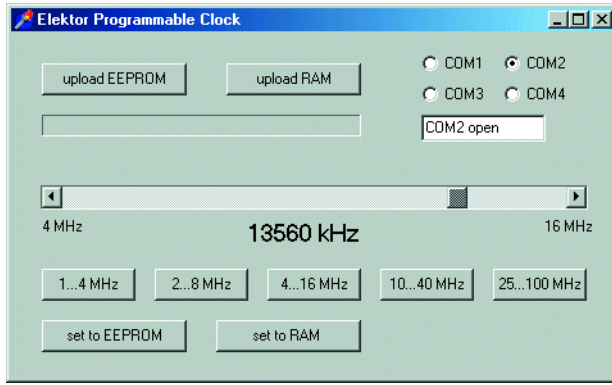 Elektor Programmable Clock
upload EEPROM upload RAM
COM1 COM2
COM3 COM4
COM2 open
4 MHz 13560 kHz 16 MHz
1...4 MHz 2...8 MHz 4...16 MHz 10...40 MHz 25...100 MHz
set to EEPROM set to RAM